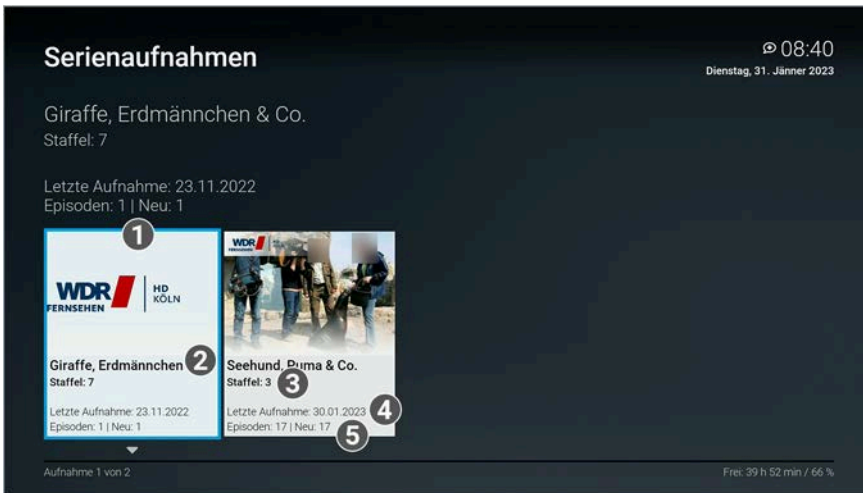 Serienaufnahmen
08:40
Dienstag, 31. Jänner 2023
Giraffe, Erdmännchen & Co.
Staffel: 7
Letzte Aufnahme: 23.11.2022
Episoden: 1 | Neu: 1
1
WDR
FERNSEHEN
HD
KÖLN
WDR
FERNSEHEN
Giraffe, Erdmännchen 2
Staffel: 7
Letzte Aufnahme: 23.11.2022
Episoden: 1 | Neu: 1
Seehund, Puma & Co.
Staffel: 3 3
Letzte Aufnahme: 30.01.2023 4
Episoden: 17 | Neu: 17 5
Aufnahme 1 von 2
Frei: 39 h 52 min / 66 %